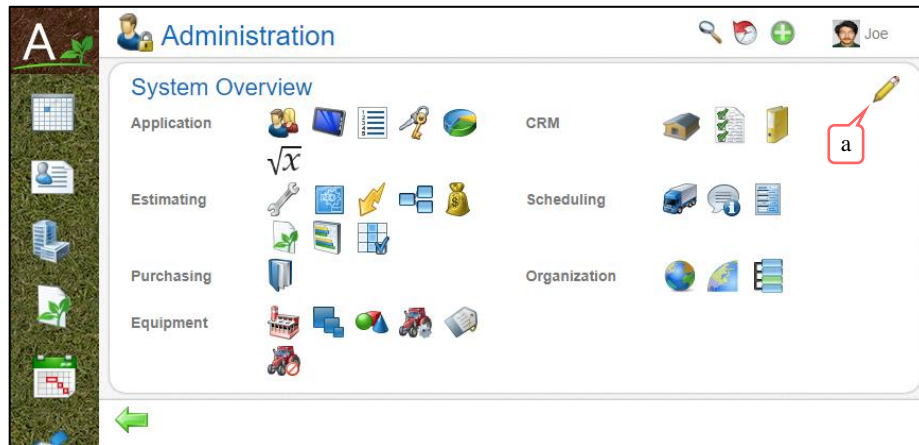 A
Administration
Joe
System Overview
Application
CRM
a
√x
Estimating
Scheduling
Purchasing
Organization
Equipment